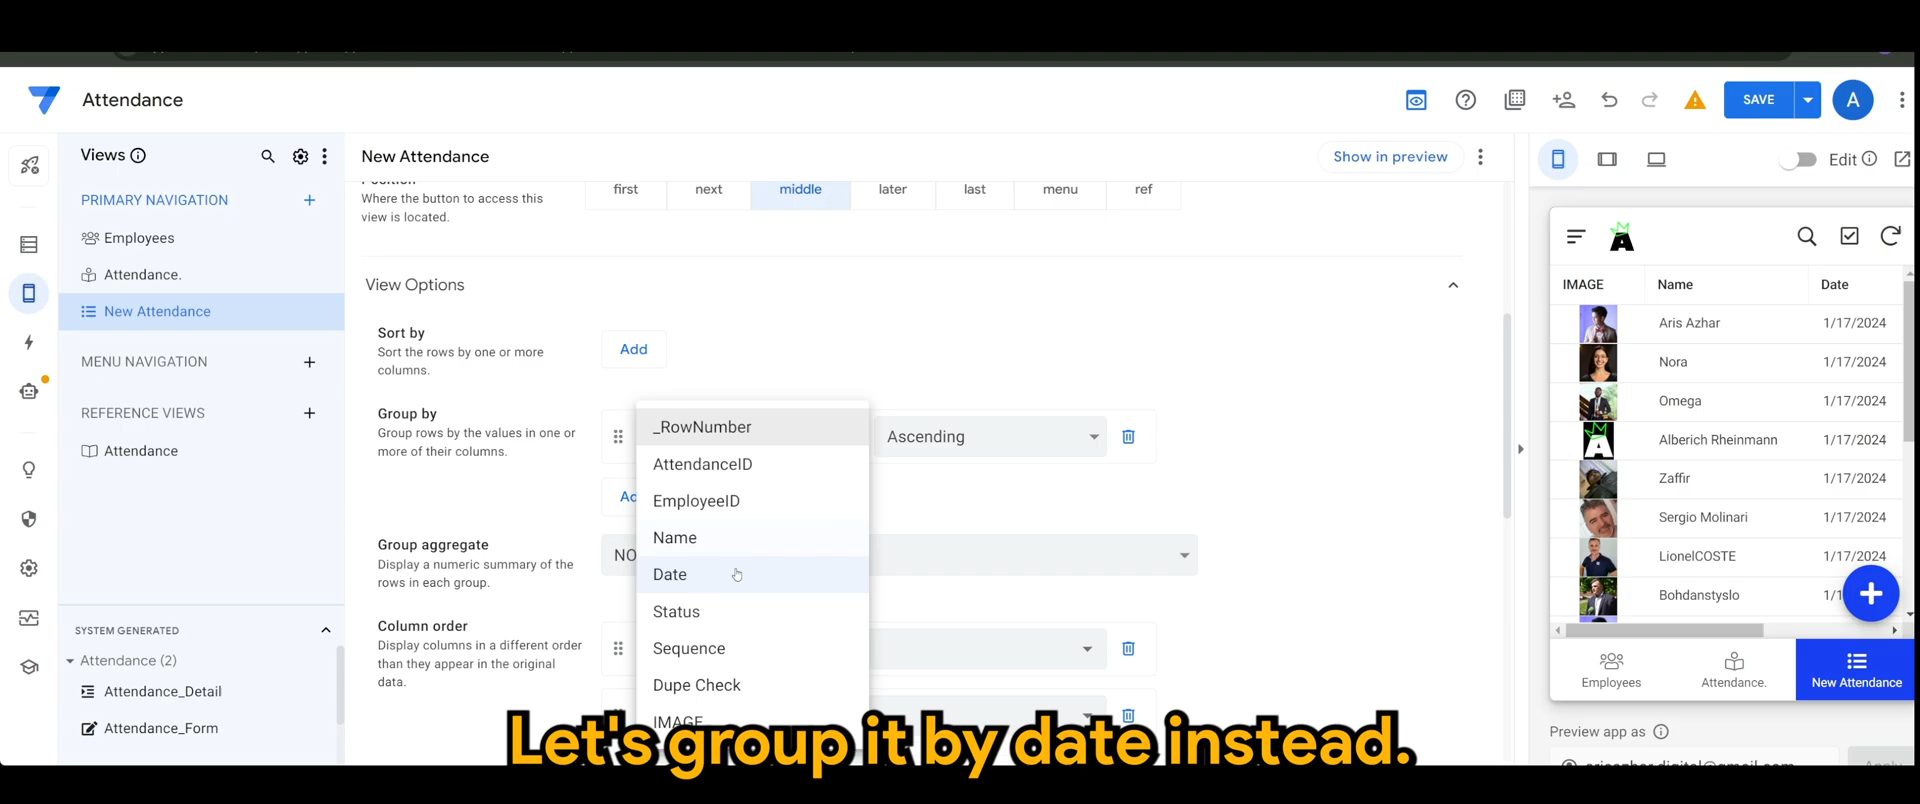 Attendance
SAVE
A
Views
New Attendance
Show in preview
Edit
PRIMARY NAVIGATION
Employees
Attendance.
New Attendance
MENU NAVIGATION
REFERENCE VIEWS
Attendance
SYSTEM GENERATED
Attendance (2)
Attendance_Detail
Attendance_Form
Position
Where the button to access this
view is located.
first next middle later last menu ref
View Options
Sort by
Sort the rows by one or more
columns.
Add
Group by
Group rows by the values in one or
more of their columns.
Ascending
_RowNumber
AttendanceID
EmployeeID
Name
Date
Status
Sequence
Dupe Check
IMAGE
Group aggregate
Display a numeric summary of the
rows in each group.
NO
Column order
Display columns in a different order
than they appear in the original
data.
IMAGE Name Date
Aris Azhar 1/17/2024
Nora 1/17/2024
Omega 1/17/2024
Alberich Rheinmann 1/17/2024
Zaffir 1/17/2024
Sergio Molinari 1/17/2024
LionelCOSTE 1/17/2024
Bohdanstyslo 1/1
Employees Attendance. New Attendance
Preview app as
Let's group it by date instead.